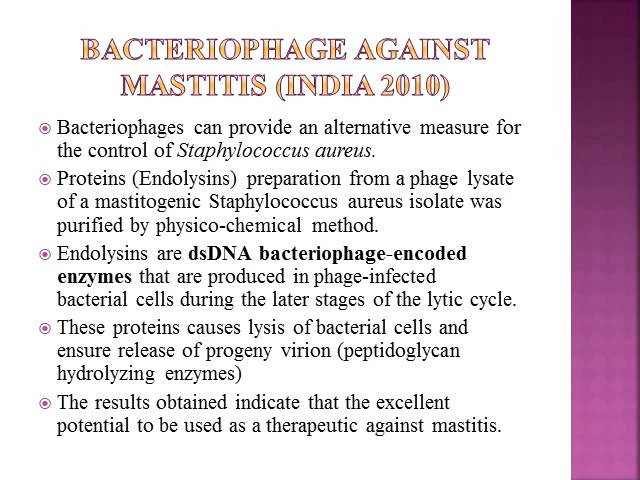 BACTERIOPHAGE AGAINST
MASTITIS (INDIA 2010)
Bacteriophages can provide an alternative measure for
the control of Staphylococcus aureus.
Proteins (Endolysins) preparation from a phage lysate
of a mastitogenic Staphylococcus aureus isolate was
purified by physico-chemical method.
Endolysins are dsDNA bacteriophage-encoded
enzymes that are produced in phage-infected
bacterial cells during the later stages of the lytic cycle.
These proteins causes lysis of bacterial cells and
ensure release of progeny virion (peptidoglycan
hydrolyzing enzymes)
The results obtained indicate that the excellent
potential to be used as a therapeutic against mastitis.